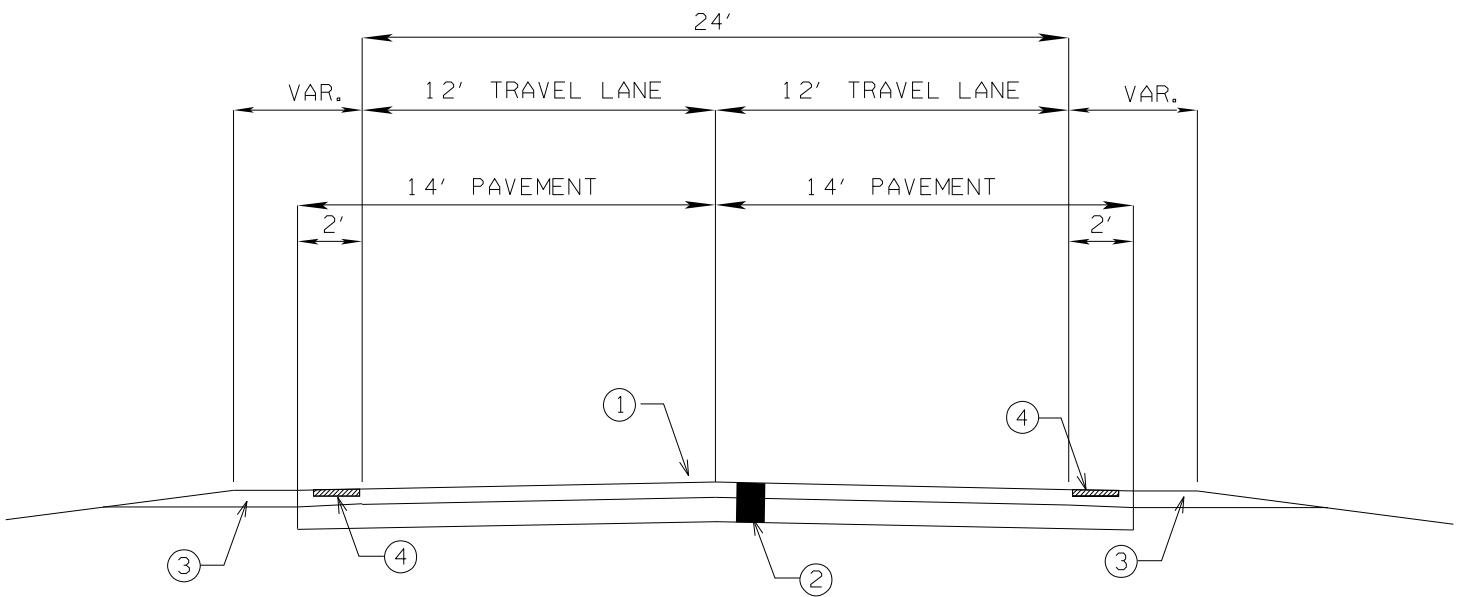 24'
VAR.
12' TRAVEL LANE
12' TRAVEL LANE
VAR.
14' PAVEMENT
14' PAVEMENT
2'
2'
1
4
3
4
2
3